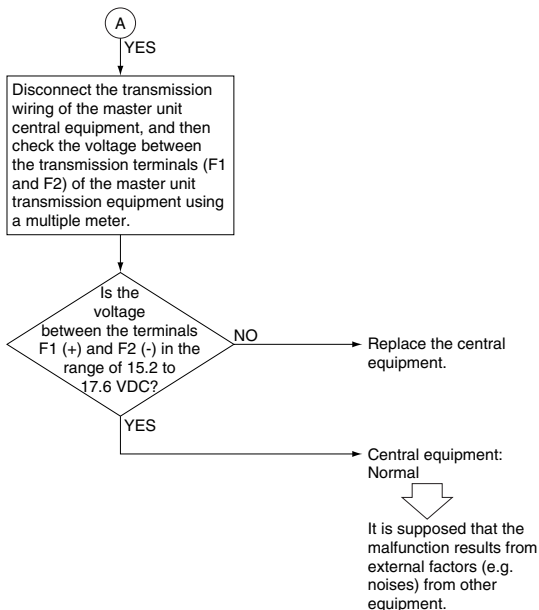 A
YES
Disconnect the transmission
wiring of the master unit
central equipment, and then
check the voltage between
the transmission terminals (F1
and F2) of the master unit
transmission equipment using
a multiple meter.
Is the
voltage
between the terminals
F1 (+) and F2 (-) in the
range of 15.2 to
17.6 VDC?
NO
Replace the central
equipment.
YES
Central equipment:
Normal
It is supposed that the
malfunction results from
external factors (e.g.
noises) from other
equipment.